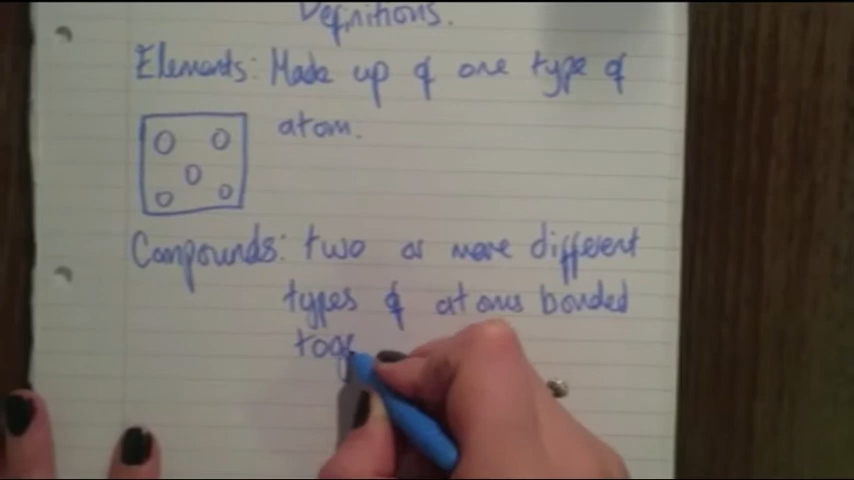 Definitions.
Elements: Made up of one type of
atom.
Compounds: two or more different
types of atoms bonded
tog